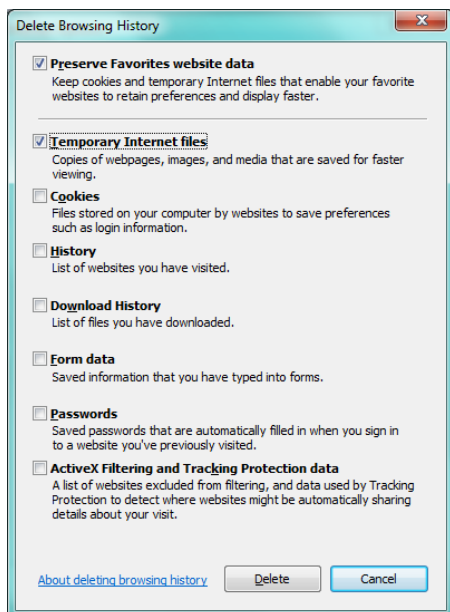 Delete Browsing History
Preserve Favorites website data
Keep cookies and temporary Internet files that enable your favorite
websites to retain preferences and display faster.
Temporary Internet files
Copies of webpages, images, and media that are saved for faster
viewing.
Cookies
Files stored on your computer by websites to save preferences
such as login information.
History
List of websites you have visited.
Download History
List of files you have downloaded.
Form data
Saved information that you have typed into forms.
Passwords
Saved passwords that are automatically filled in when you sign in
to a website you've previously visited.
ActiveX Filtering and Tracking Protection data
A list of websites excluded from filtering, and data used by Tracking
Protection to detect where websites might be automatically sharing
details about your visit.
About deleting browsing history Delete Cancel